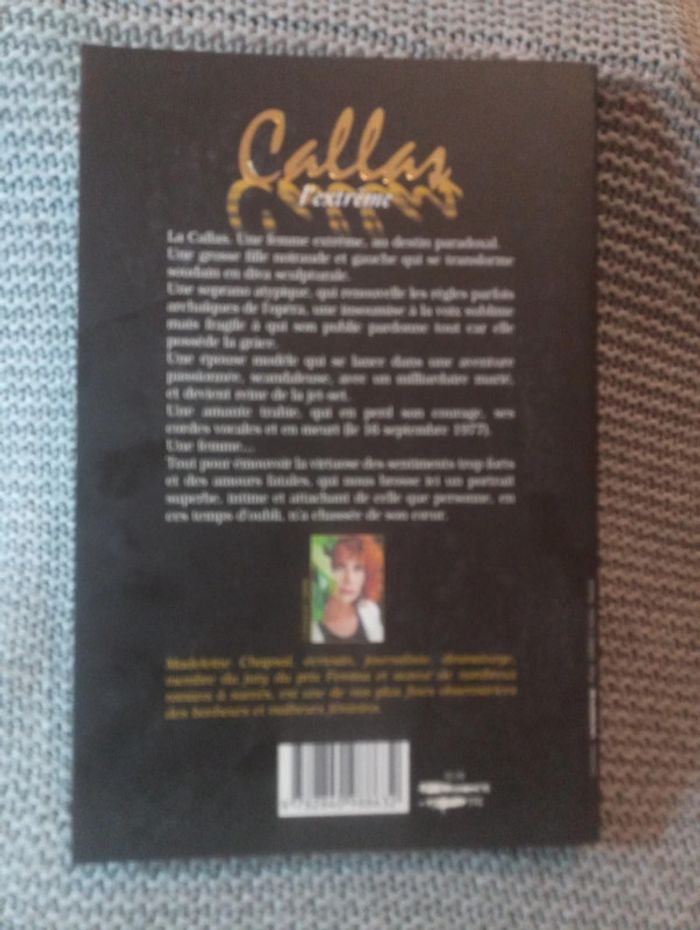 Callas
l'extrême
La Callas. Une femme extrême, au destin paradoxal.
Une grosse fille noiraude et gauche qui se transforme
soudain en diva sculpturale.
Une soprano atypique, qui renouvelle les règles parfois
archaïques de l'opéra, une insoumise à la voix sublime
mais fragile à qui son public pardonne tout car elle
possède la grâce.
Une épouse modèle qui se lance dans une aventure
passionnée, scandaleuse, avec un milliardaire marié,
et devient reine de la jet-set.
Une amante trahie, qui en perd son courage, ses
cordes vocales et en meurt (le 16 septembre 1977).
Une femme...
Tout pour émouvoir la virtuose des sentiments trop forts
et des amours fatales, qui nous brosse ici un portrait
superbe, intime et attachant de celle que personne, en
ces temps d'oubli, n'a chassée de son cœur.
Madeleine Chapsal, écrivain, journaliste, dramaturge,
membre du jury du prix Femina et auteur de nombreux
romans à succès, est une de nos plus fines observatrices
des bonheurs et malheurs féminins.